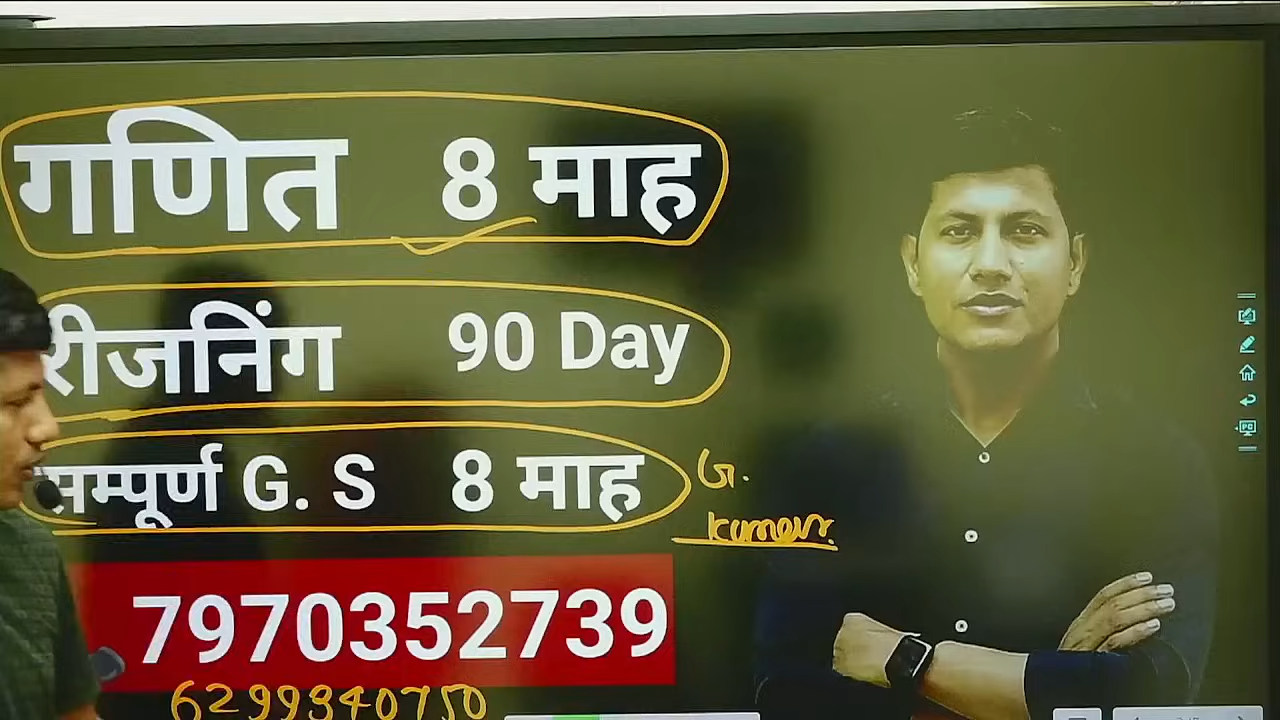 गणित 8 माह
रीजनिंग 90 Day
सम्पूर्ण G. S 8 माह
G.
kumar.
7970352739
6299340750